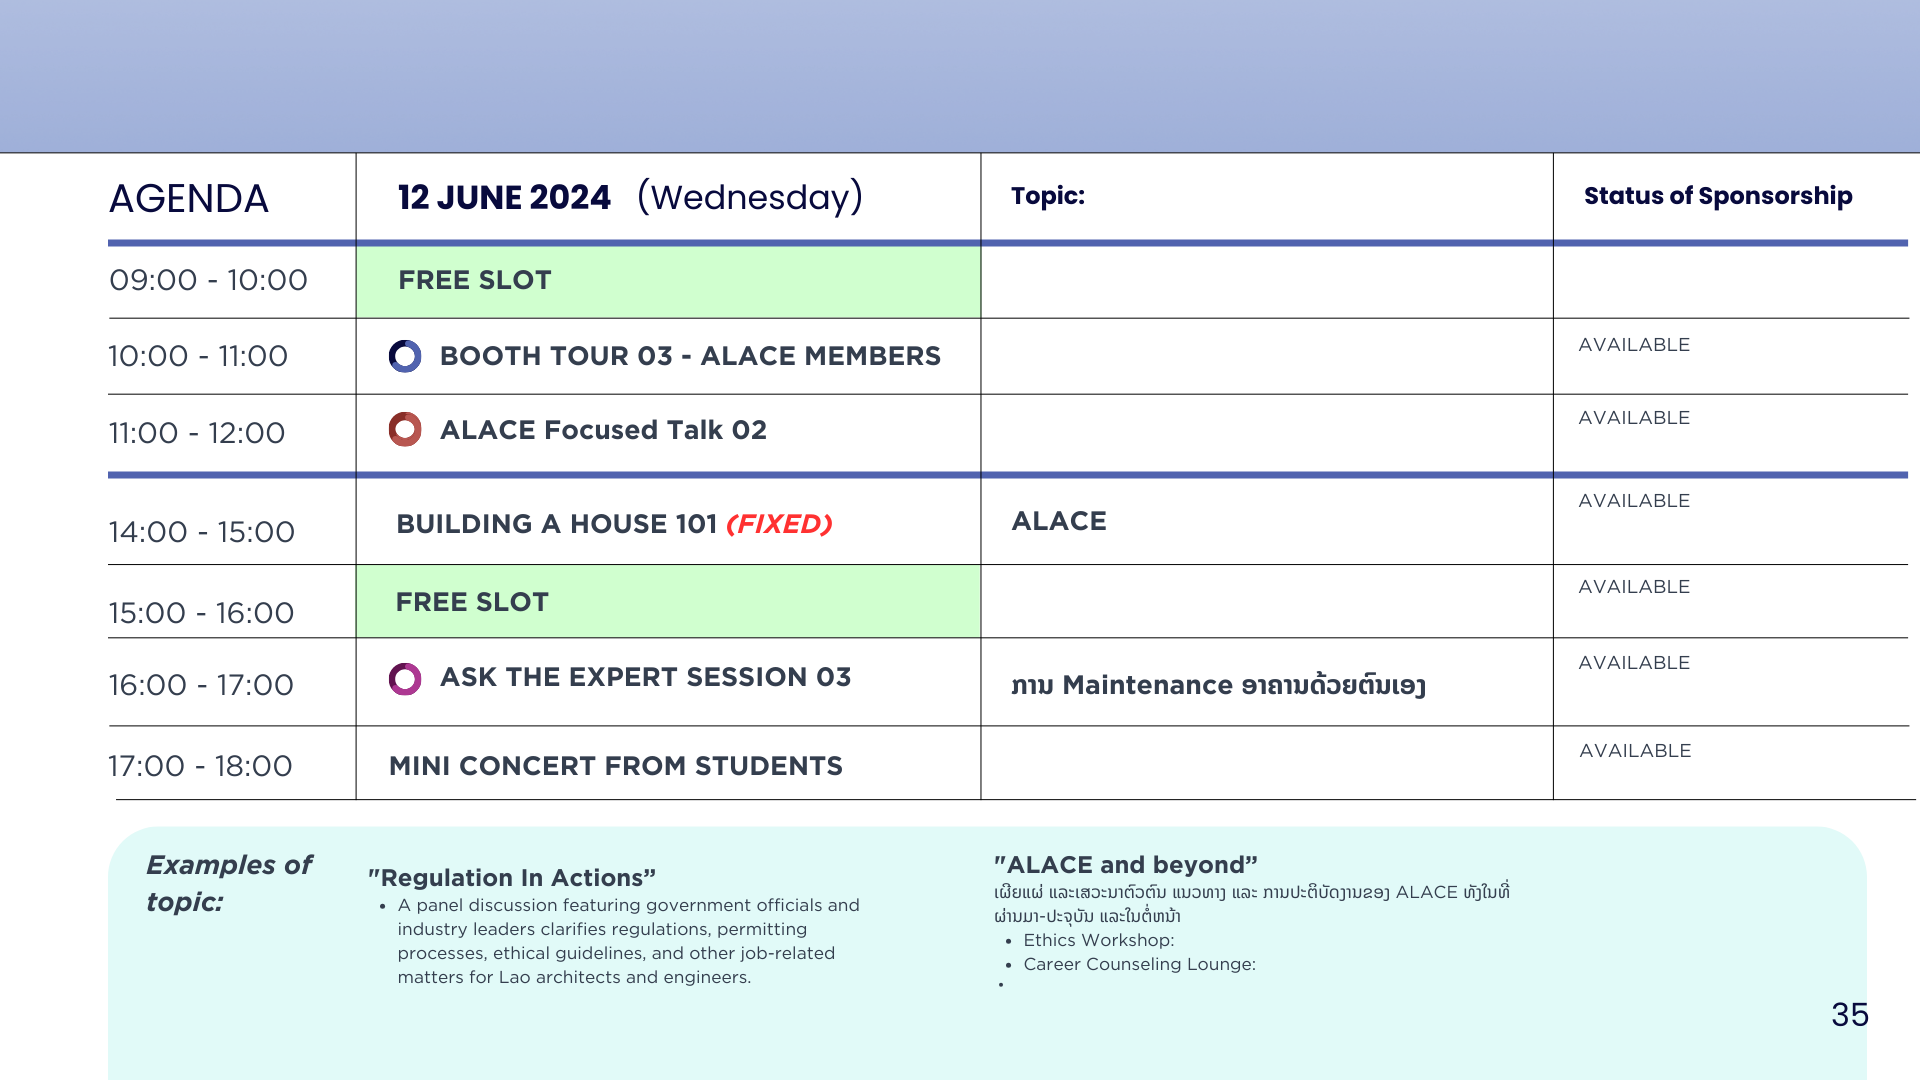 AGENDA
12 JUNE 2024 (Wednesday)
Topic:
Status of Sponsorship
09:00 - 10:00
FREE SLOT
10:00 - 11:00
BOOTH TOUR 03 - ALACE MEMBERS
AVAILABLE
11:00 - 12:00
ALACE Focused Talk 02
AVAILABLE
14:00 - 15:00
BUILDING A HOUSE 101 (FIXED)
ALACE
AVAILABLE
15:00 - 16:00
FREE SLOT
AVAILABLE
16:00 - 17:00
ASK THE EXPERT SESSION 03
ການ Maintenance ອາຄານດ້ວຍຕົນເອງ
AVAILABLE
17:00 - 18:00
MINI CONCERT FROM STUDENTS
AVAILABLE
Examples of
topic:
"Regulation In Actions”
• A panel discussion featuring government officials and
industry leaders clarifies regulations, permitting
processes, ethical guidelines, and other job-related
matters for Lao architects and engineers.
"ALACE and beyond”
ເຜີຍແຜ່ ແລະເສວະນາຕົວຕົນ ແນວທາງ ແລະ ການປະຕິບັດງານຂອງ ALACE ທັງໃນທີ່
ຜ່ານມາ-ປະຈຸບັນ ແລະໃນຕໍ່ຫນ້າ
• Ethics Workshop:
• Career Counseling Lounge:
•
35